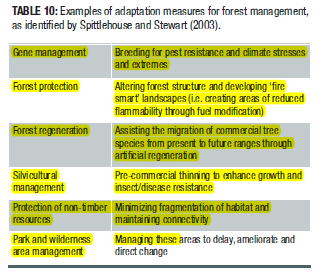 TABLE 10: Examples of adaptation measures for forest management,
as identified by Spittlehouse and Stewart (2003).
Gene management Breeding for pest resistance and climate stresses
and extremes
Forest protection Altering forest structure and developing ‘fire
smart’ landscapes (i.e. creating areas of reduced
flammability through fuel modification)
Forest regeneration Assisting the migration of commercial tree
species from present to future ranges through
artificial regeneration
Silvicultural Pre-commercial thinning to enhance growth and
management insect/disease resistance
Protection of non-timber Minimizing fragmentation of habitat and
resources maintaining connectivity
Park and wilderness Managing these areas to delay, ameliorate and
area management direct change